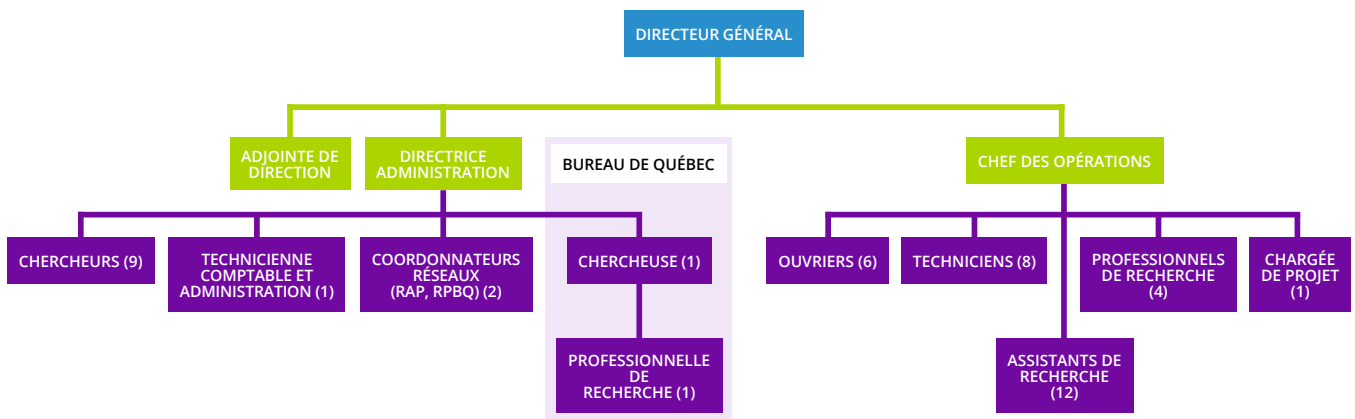 DIRECTEUR GÉNÉRAL
ADJOINTE DE
DIRECTION
DIRECTRICE
ADMINISTRATION
BUREAU DE QUÉBEC
CHEF DES OPÉRATIONS
CHERCHEURS (9)
TECHNICIENNE
COMPTABLE ET
ADMINISTRATION (1)
COORDONNATEURS
RÉSEAUX
(RAP, RPBQ) (2)
CHERCHEUSE (1)
OUVRIERS (6)
TECHNICIENS (8)
PROFESSIONNELS
DE RECHERCHE
(4)
CHARGÉE
DE PROJET
(1)
PROFESSIONNELLE
DE
RECHERCHE (1)
ASSISTANTS DE
RECHERCHE
(12)